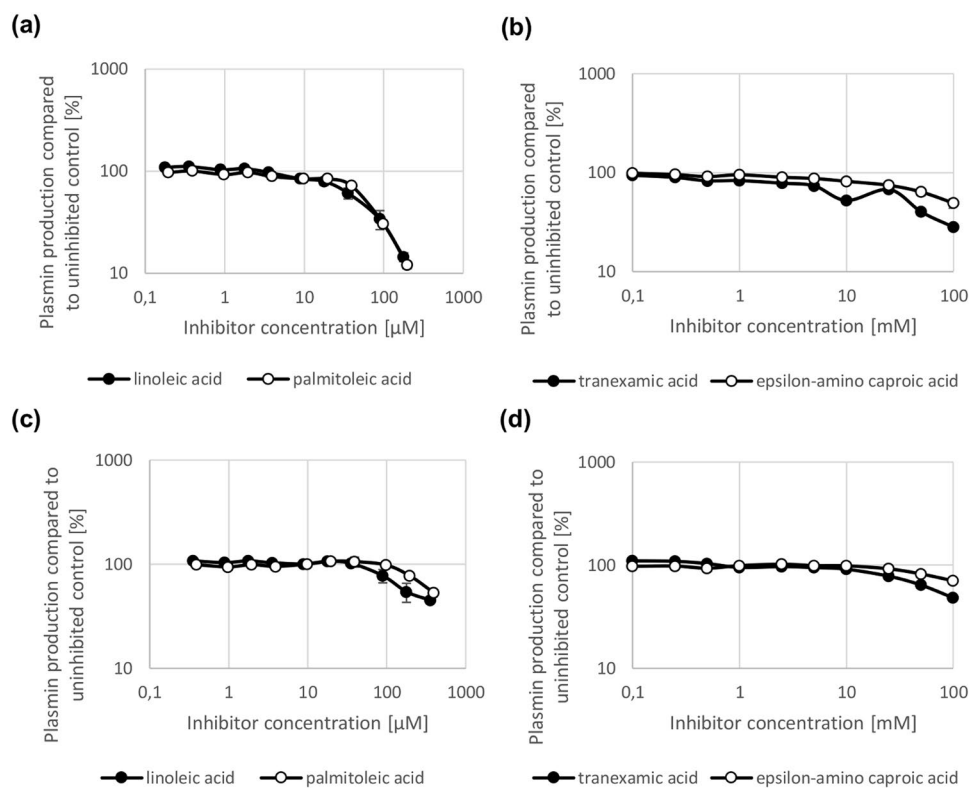 (a)
Plasmin production compared
to uninhibited control [%]
1000
100
10
0,1 1 10 100 1000
Inhibitor concentration [µM]
linoleic acid palmitoleic acid
(b)
Plasmin production compared
to uninhibited control [%]
1000
100
10
0,1 1 10 100
Inhibitor concentration [mM]
tranexamic acid epsilon-amino caproic acid
(c)
Plasmin production compared to
uninhibited control [%]
1000
100
10
0,1 1 10 100 1000
Inhibitor concentration [µM]
linoleic acid palmitoleic acid
(d)
Plasmin production compared to
uninhibited control [%]
1000
100
10
0,1 1 10 100
Inhibitor concentration [mM]
tranexamic acid epsilon-amino caproic acid